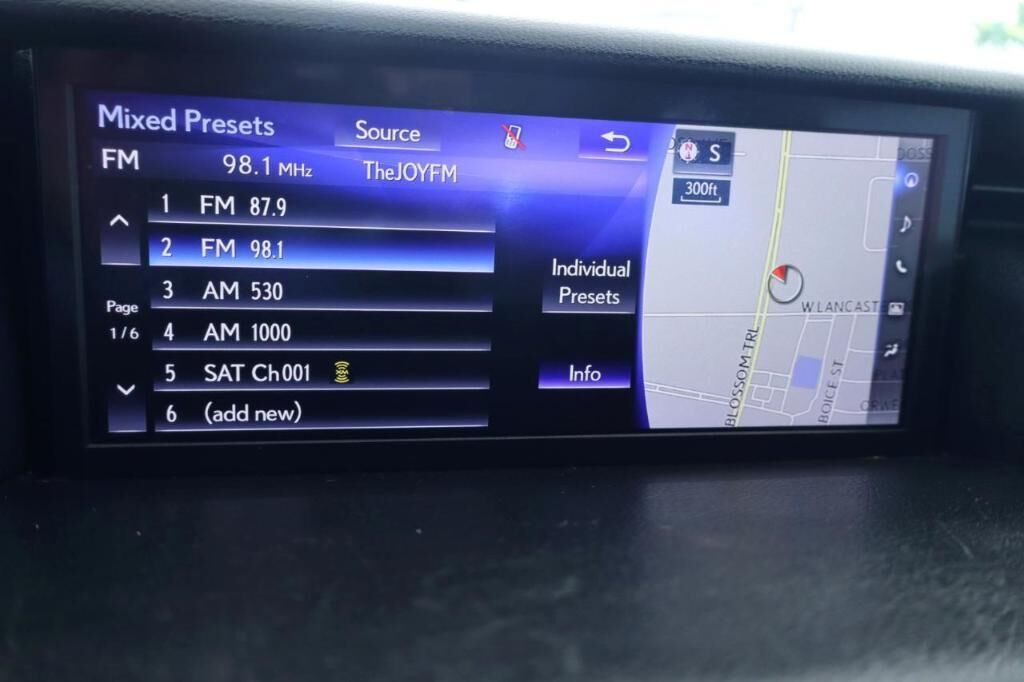 Mixed Presets
Source
FM 98.1 MHz TheJOYFM
1 FM 87.9
2 FM 98.1
3 AM 530
4 AM 1000
5 SAT Ch001
6 (add new)
Page
1/6
Individual
Presets
Info
N S
300ft
DOSS
W LANCAST
BLOSSOM TRL
BOICE ST
ORWE